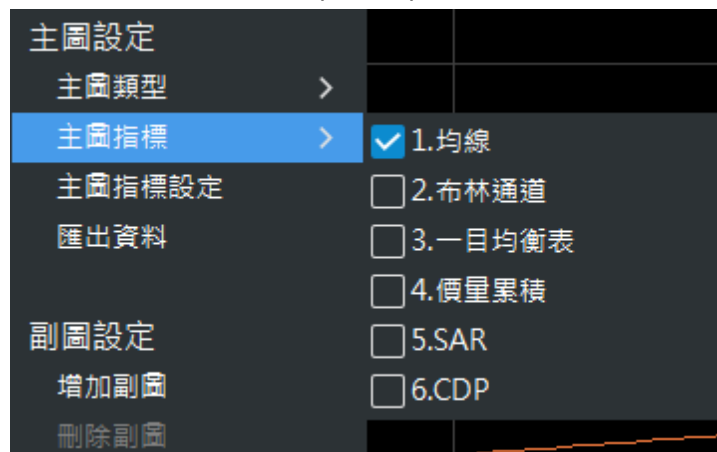 主圖設定
主圖類型
主圖指標
主圖指標設定
匯出資料
副圖設定
增加副圖
刪除副圖
1.均線
2.布林通道
3.一目均衡表
4.價量累積
5.SAR
6.CDP